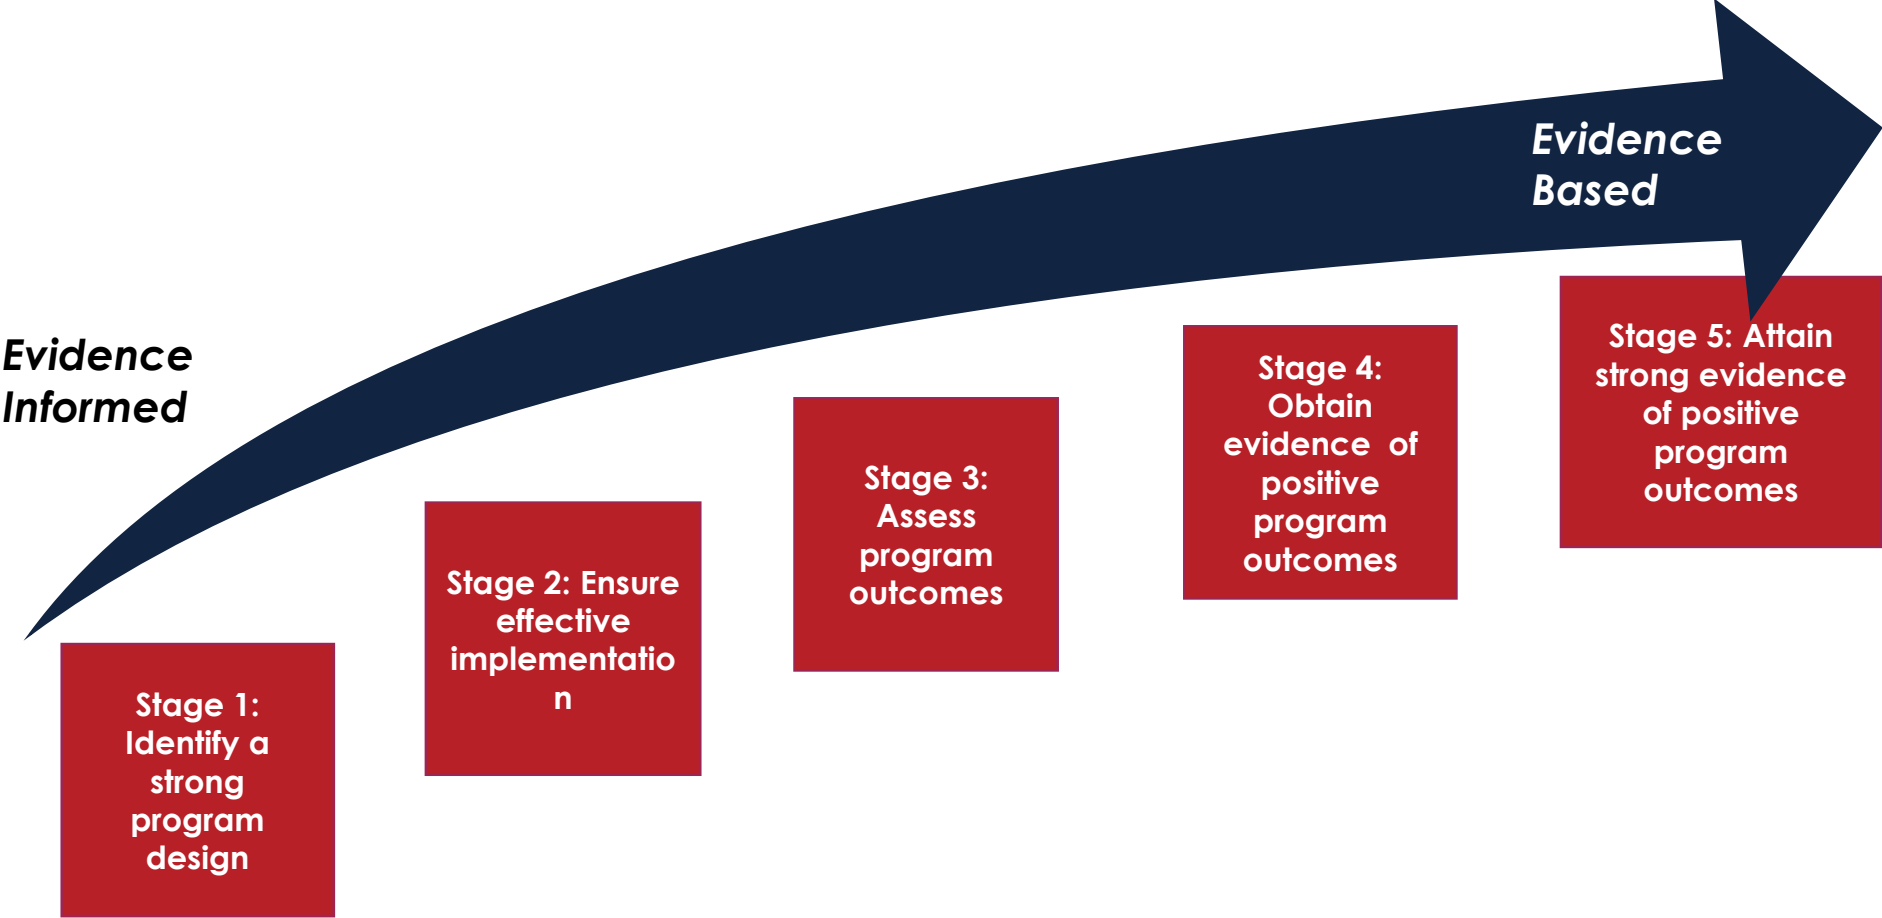 Evidence
Based
Evidence
Informed
Stage 1:
Identify a
strong
program
design
Stage 2: Ensure
effective
implementatio
n
Stage 3:
Assess
program
outcomes
Stage 4:
Obtain
evidence of
positive
program
outcomes
Stage 5: Attain
strong evidence
of positive
program
outcomes